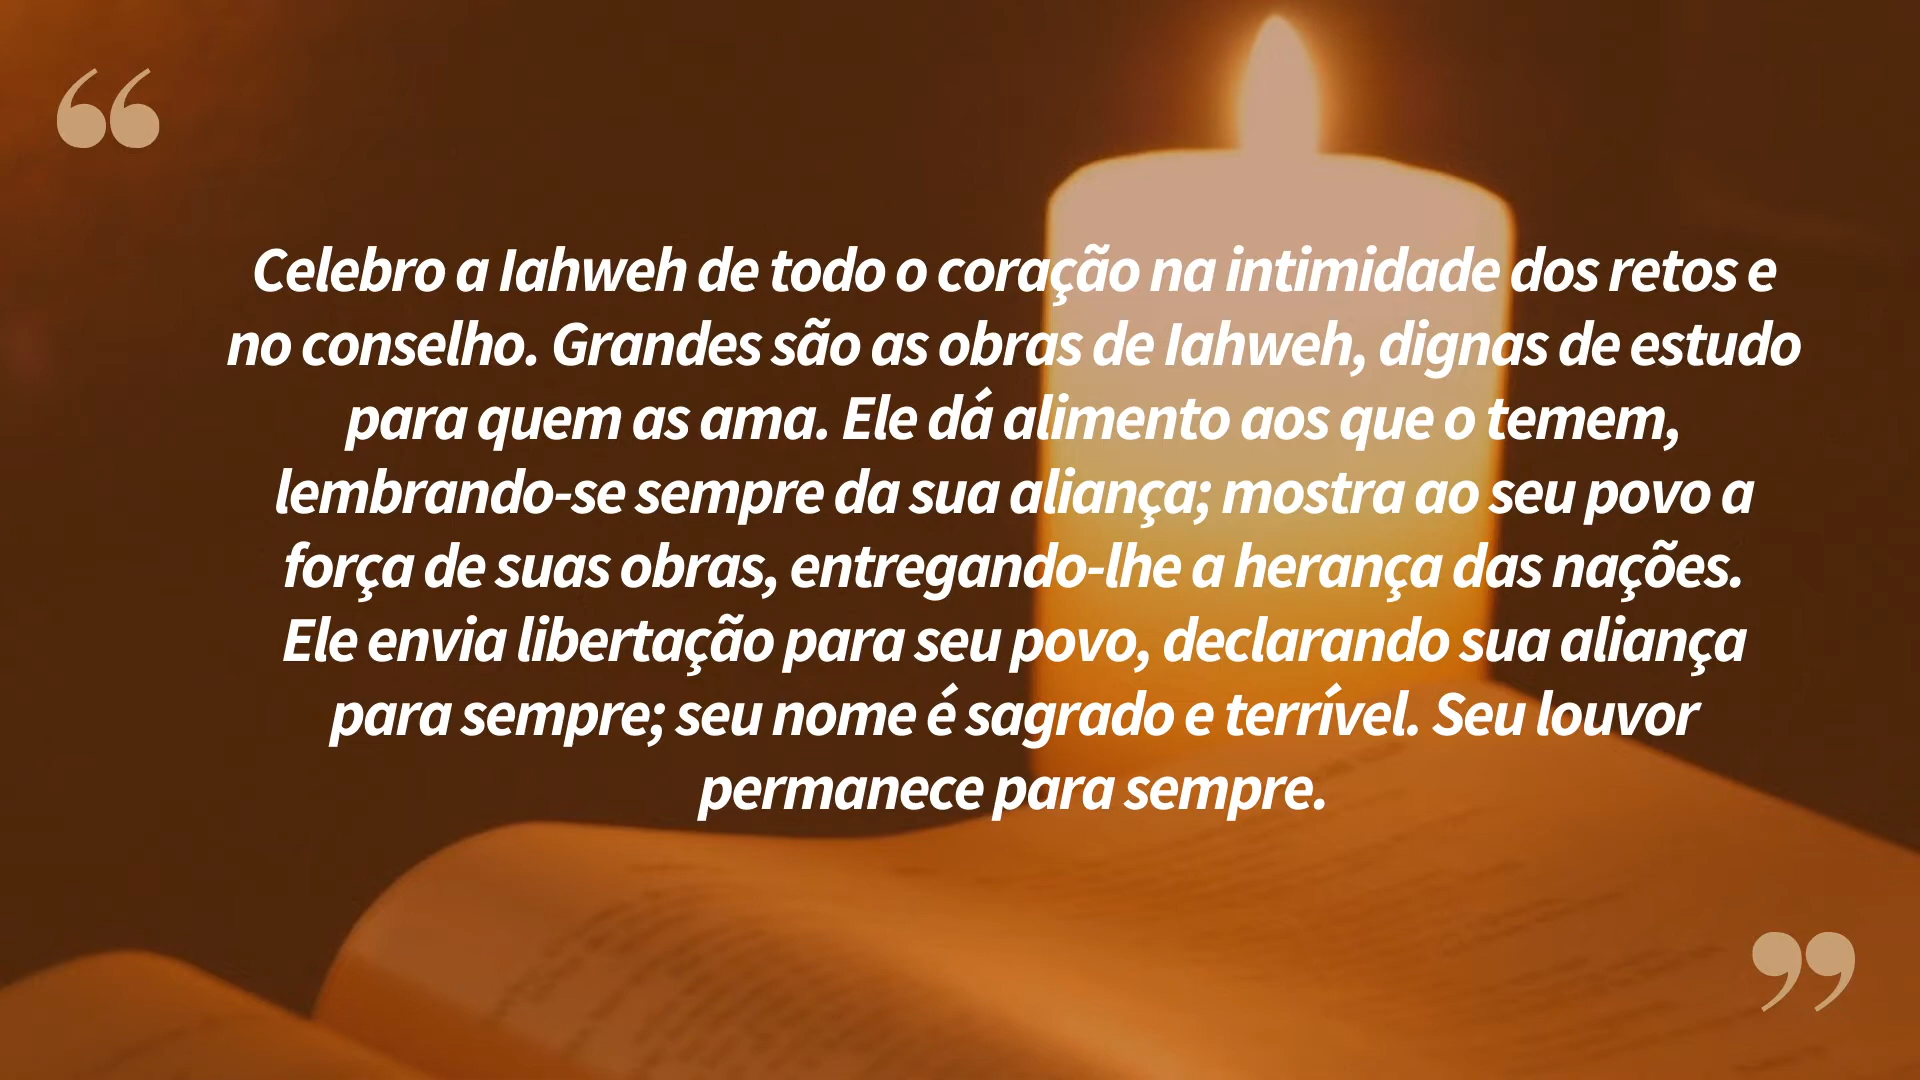 “
Celebro a Iahweh de todo o coração na intimidade dos retos e
no conselho. Grandes são as obras de Iahweh, dignas de estudo
para quem as ama. Ele dá alimento aos que o temem,
lembrando-se sempre da sua aliança; mostra ao seu povo a
força de suas obras, entregando-lhe a herança das nações.
Ele envia libertação para seu povo, declarando sua aliança
para sempre; seu nome é sagrado e terrível. Seu louvor
permanece para sempre.
”